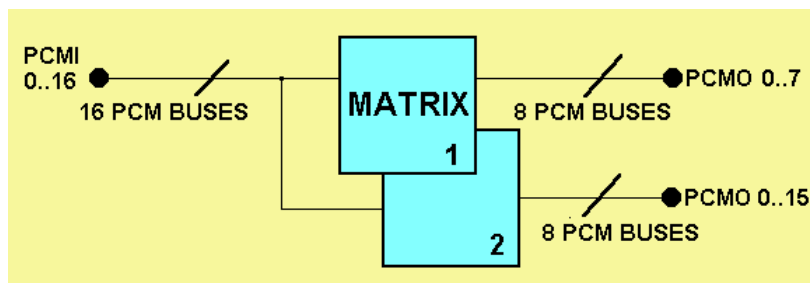 PCMI
0..16
16 PCM BUSES
MATRIX
1
8 PCM BUSES
PCMO 0..7
2
8 PCM BUSES
PCMO 0..15